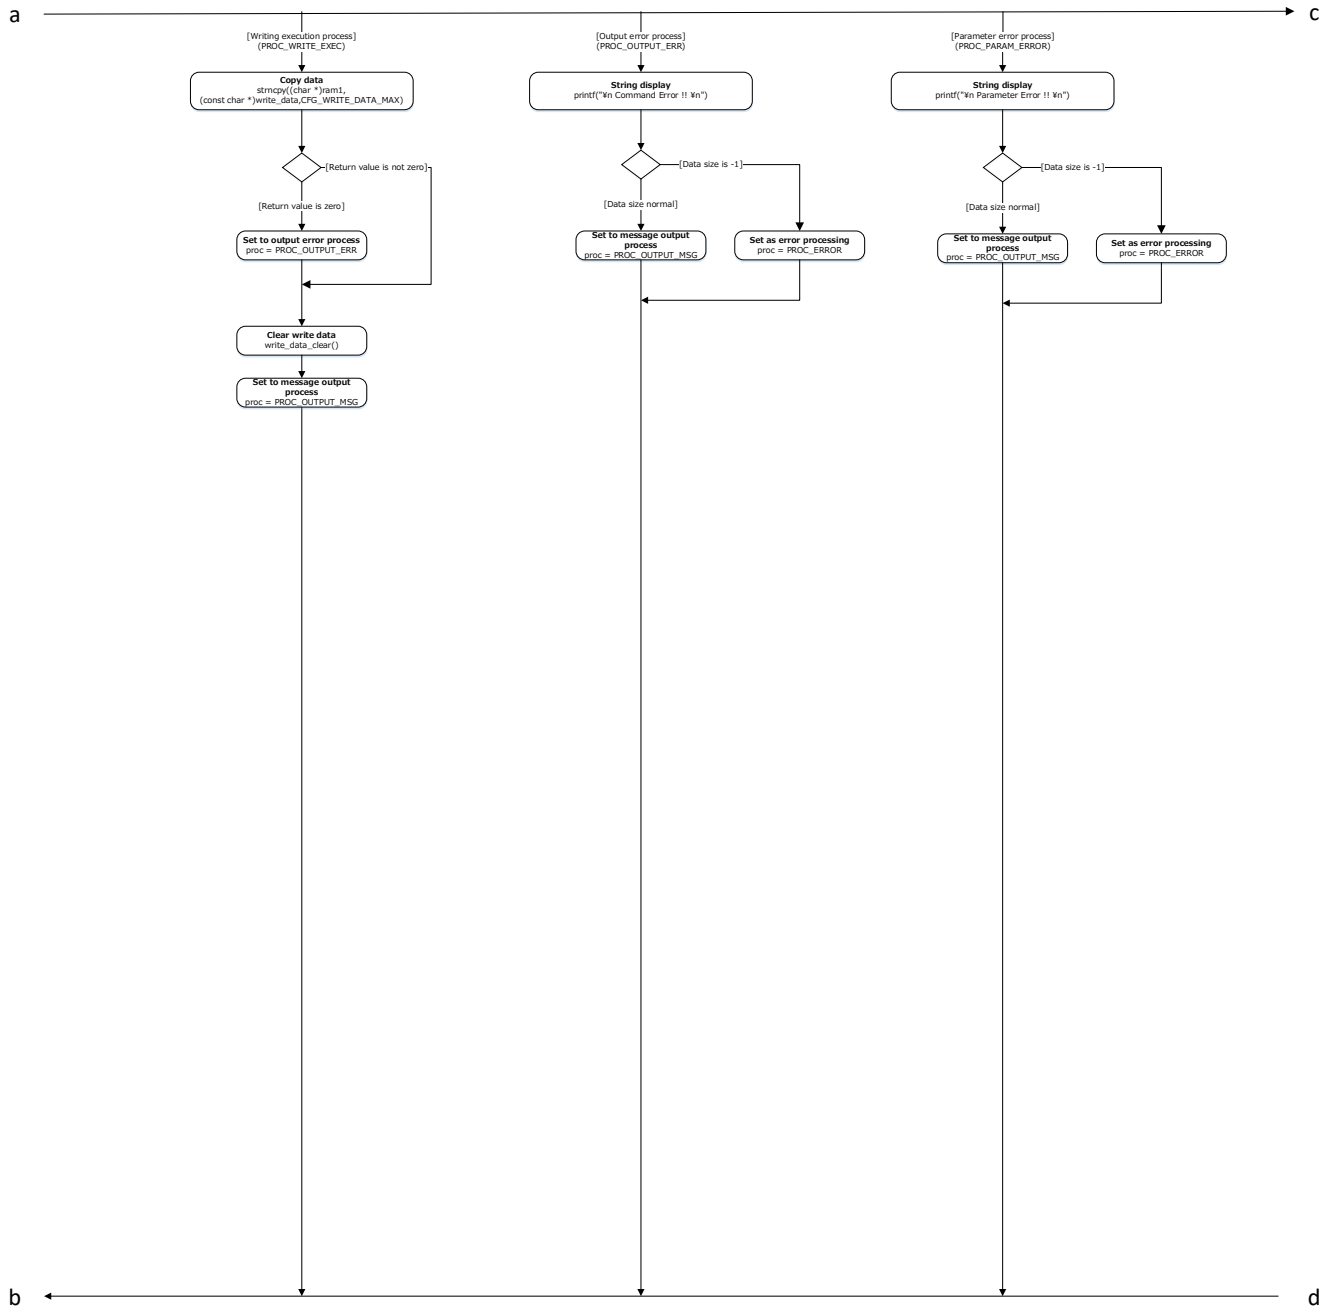 a
c
[Writing execution process]
(PROC_WRITE_EXEC)
Copy data
strncpy((char *)ram1,
(const char *)write_data,CFG_WRITE_DATA_MAX)
[Return value is not zero]
[Return value is zero]
Set to output error process
proc = PROC_OUTPUT_ERR
Clear write data
write_data_clear()
Set to message output
process
proc = PROC_OUTPUT_MSG
[Output error process]
(PROC_OUTPUT_ERR)
String display
printf("¥n Command Error !! ¥n")
[Data size is -1]
[Data size normal]
Set to message output
process
proc = PROC_OUTPUT_MSG
Set as error processing
proc = PROC_ERROR
[Parameter error process]
(PROC_PARAM_ERROR)
String display
printf("¥n Parameter Error !! ¥n")
[Data size is -1]
[Data size normal]
Set to message output
process
proc = PROC_OUTPUT_MSG
Set as error processing
proc = PROC_ERROR
b
d